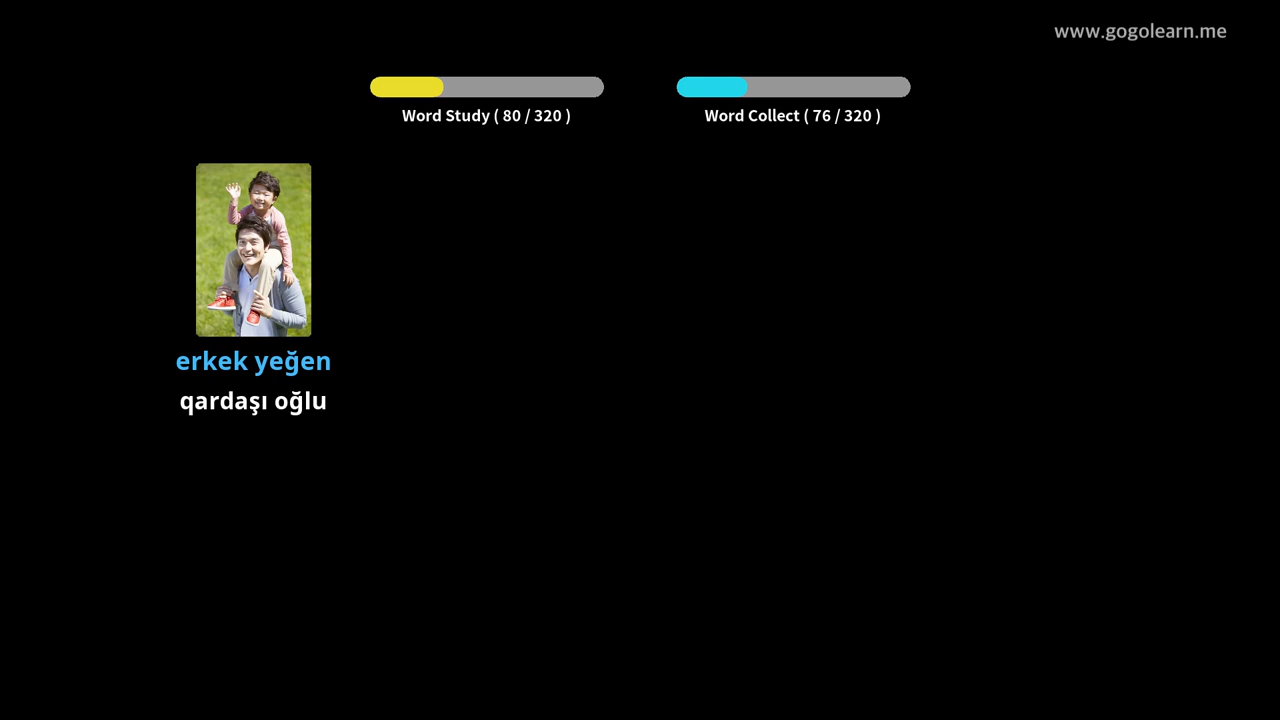 www.gogolearn.me
Word Study ( 80 / 320 )
Word Collect ( 76 / 320 )
erkek yeğen
qardaşı oğlu